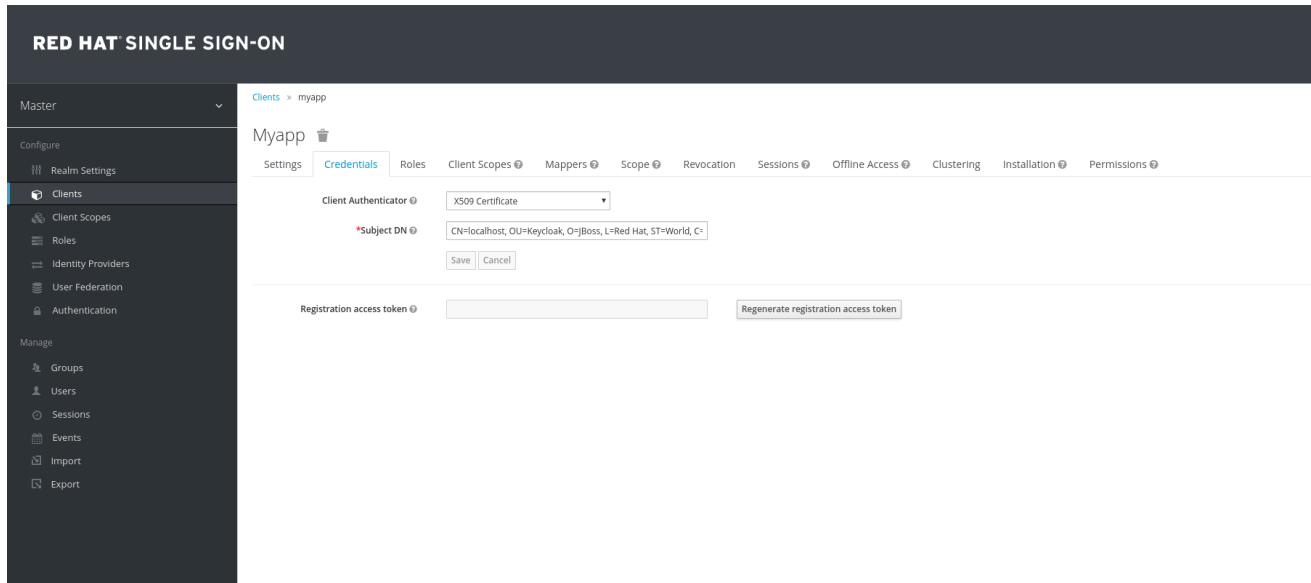 RED HAT® SINGLE SIGN-ON
Master
Configure
Realm Settings
Clients
Client Scopes
Roles
Identity Providers
User Federation
Authentication
Manage
Groups
Users
Sessions
Events
Import
Export
Clients » myapp
Myapp
Settings Credentials Roles Client Scopes Mappers Scope Revocation Sessions Offline Access Clustering Installation Permissions
Client Authenticator X509 Certificate
*Subject DN CN=localhost, OU=Keycloak, O=JBoss, L=Red Hat, ST=World, C=
Save Cancel
Registration access token Regenerate registration access token